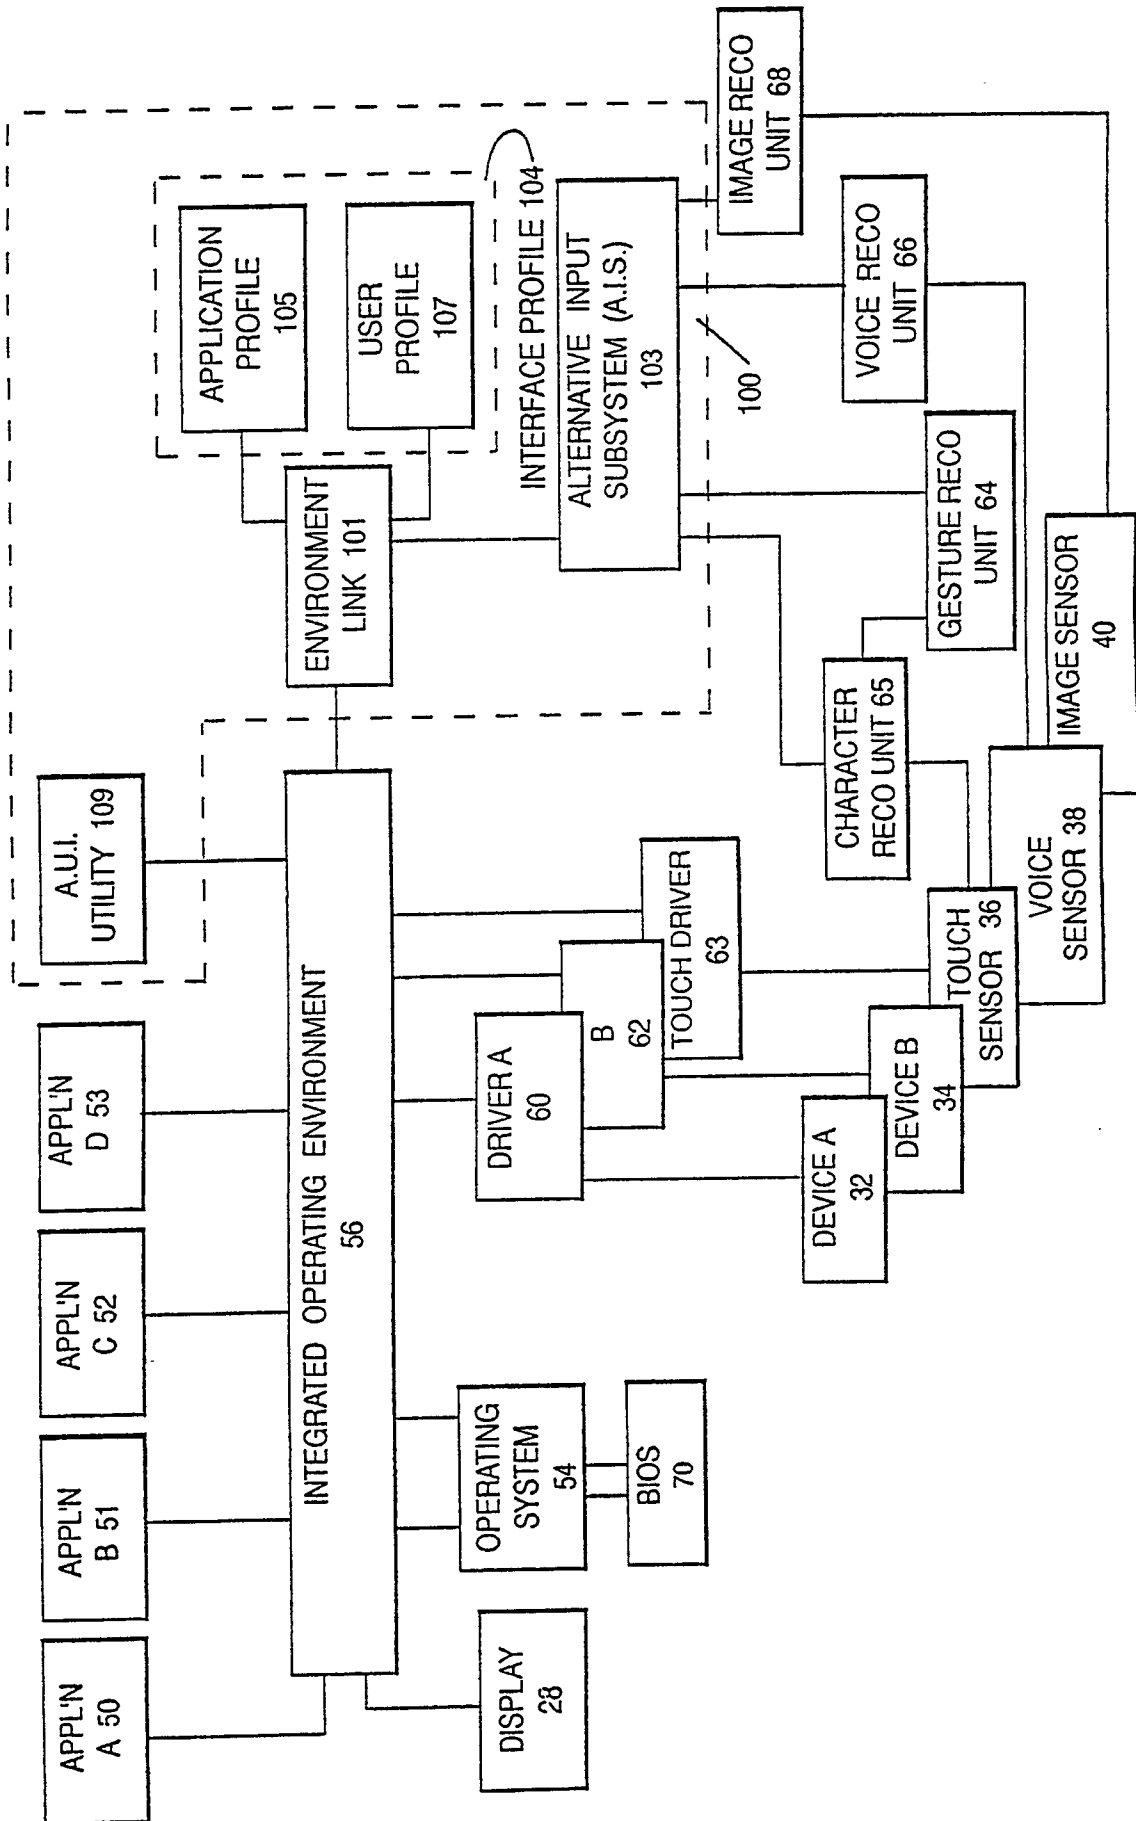 APPL'N
A 50
APPL'N
B 51
APPL'N
C 52
APPL'N
D 53
A.U.I.
UTILITY 109
INTEGRATED OPERATING ENVIRONMENT
56
ENVIRONMENT
LINK 101
APPLICATION
PROFILE
105
USER
PROFILE
107
INTERFACE PROFILE 104
ALTERNATIVE INPUT
SUBSYSTEM (A.I.S.)
103
100
DISPLAY
28
OPERATING
SYSTEM
54
BIOS
70
DRIVER A
60
B
62
TOUCH DRIVER
63
DEVICE A
32
DEVICE B
34
TOUCH
SENSOR 36
VOICE
SENSOR 38
IMAGE SENSOR
40
CHARACTER
RECO UNIT 65
GESTURE RECO
UNIT 64
VOICE RECO
UNIT 66
IMAGE RECO
UNIT 68